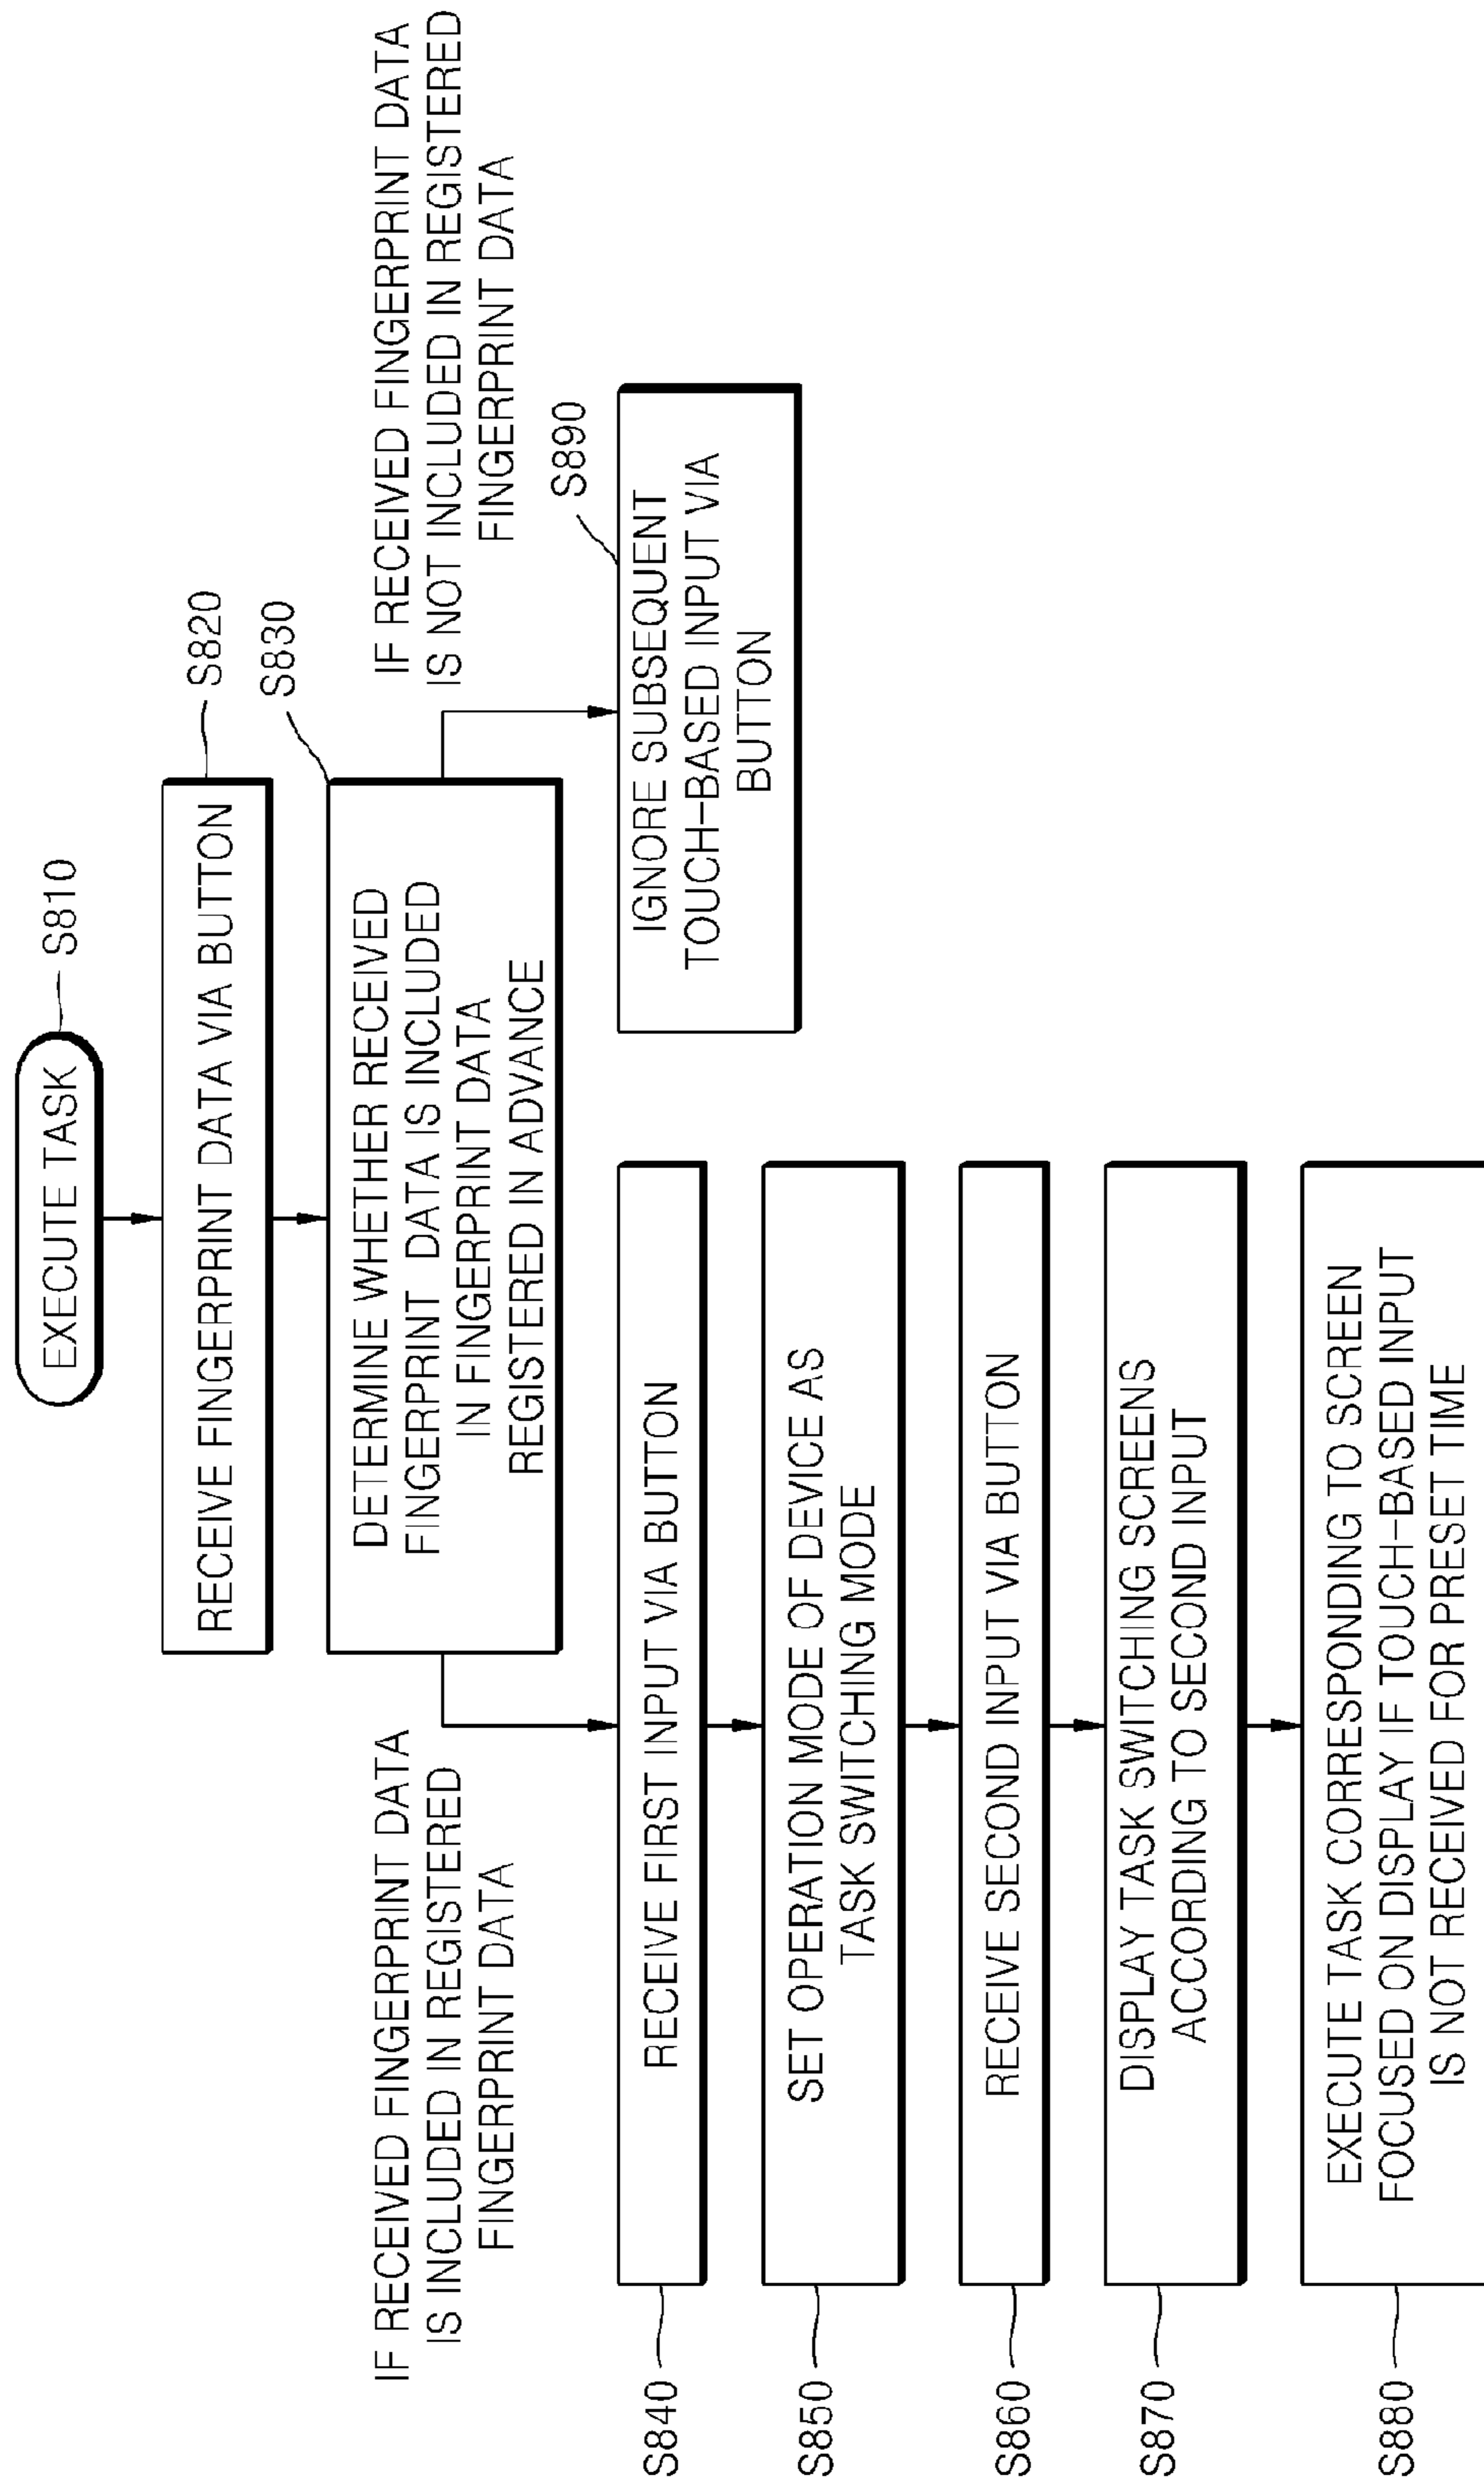 EXECUTE TASK
S810
RECEIVE FINGERPRINT DATA VIA BUTTON
S820
DETERMINE WHETHER RECEIVED
FINGERPRINT DATA IS INCLUDED
IN FINGERPRINT DATA
REGISTERED IN ADVANCE
S830
IF RECEIVED FINGERPRINT DATA
IS INCLUDED IN REGISTERED
FINGERPRINT DATA
IF RECEIVED FINGERPRINT DATA
IS NOT INCLUDED IN REGISTERED
FINGERPRINT DATA
S840
RECEIVE FIRST INPUT VIA BUTTON
S890
IGNORE SUBSEQUENT
TOUCH-BASED INPUT VIA
BUTTON
S850
SET OPERATION MODE OF DEVICE AS
TASK SWITCHING MODE
S860
RECEIVE SECOND INPUT VIA BUTTON
S870
DISPLAY TASK SWITCHING SCREENS
ACCORDING TO SECOND INPUT
S880
EXECUTE TASK CORRESPONDING TO SCREEN
FOCUSED ON DISPLAY IF TOUCH-BASED INPUT
IS NOT RECEIVED FOR PRESET TIME